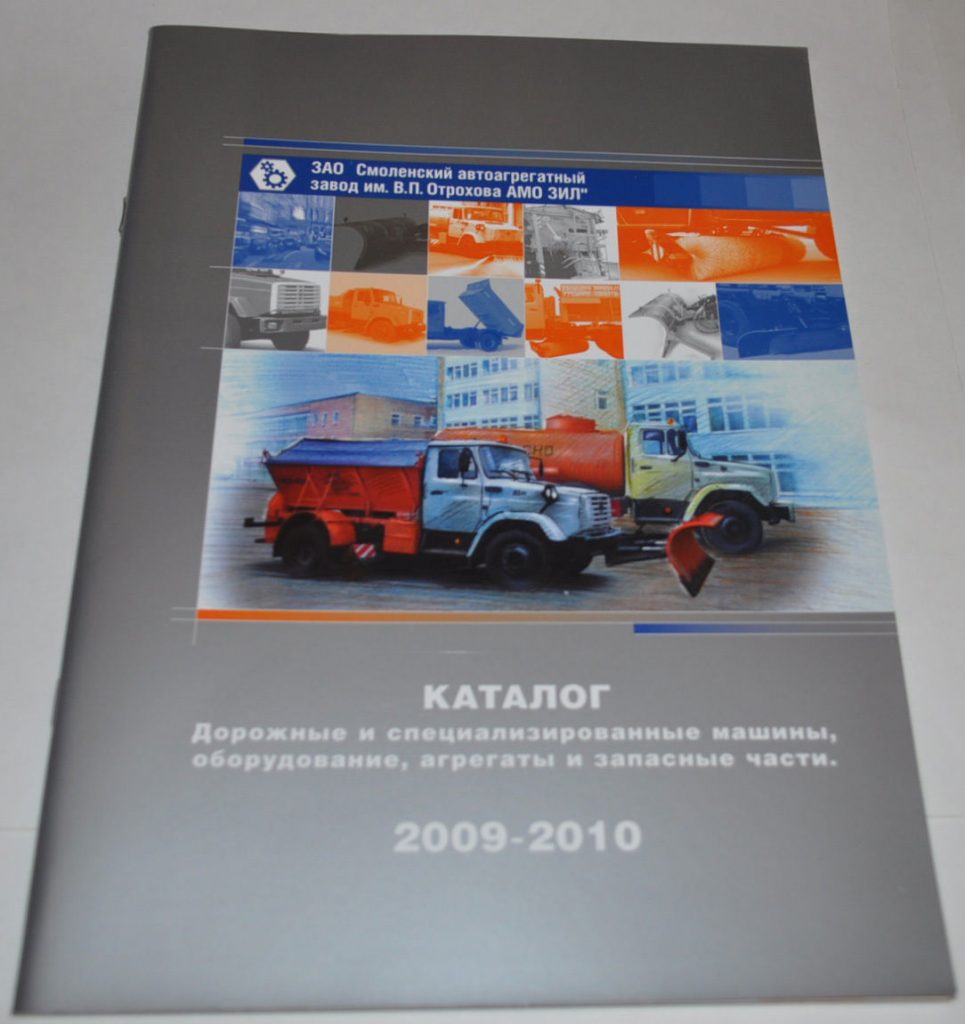 ЗАО Смоленский автоагрегатный
завод им. В.П. Отрохова АМО ЗИЛ"
КАТАЛОГ
Дорожные и специализированные машины,
оборудование, агрегаты и запасные части.
2009-2010